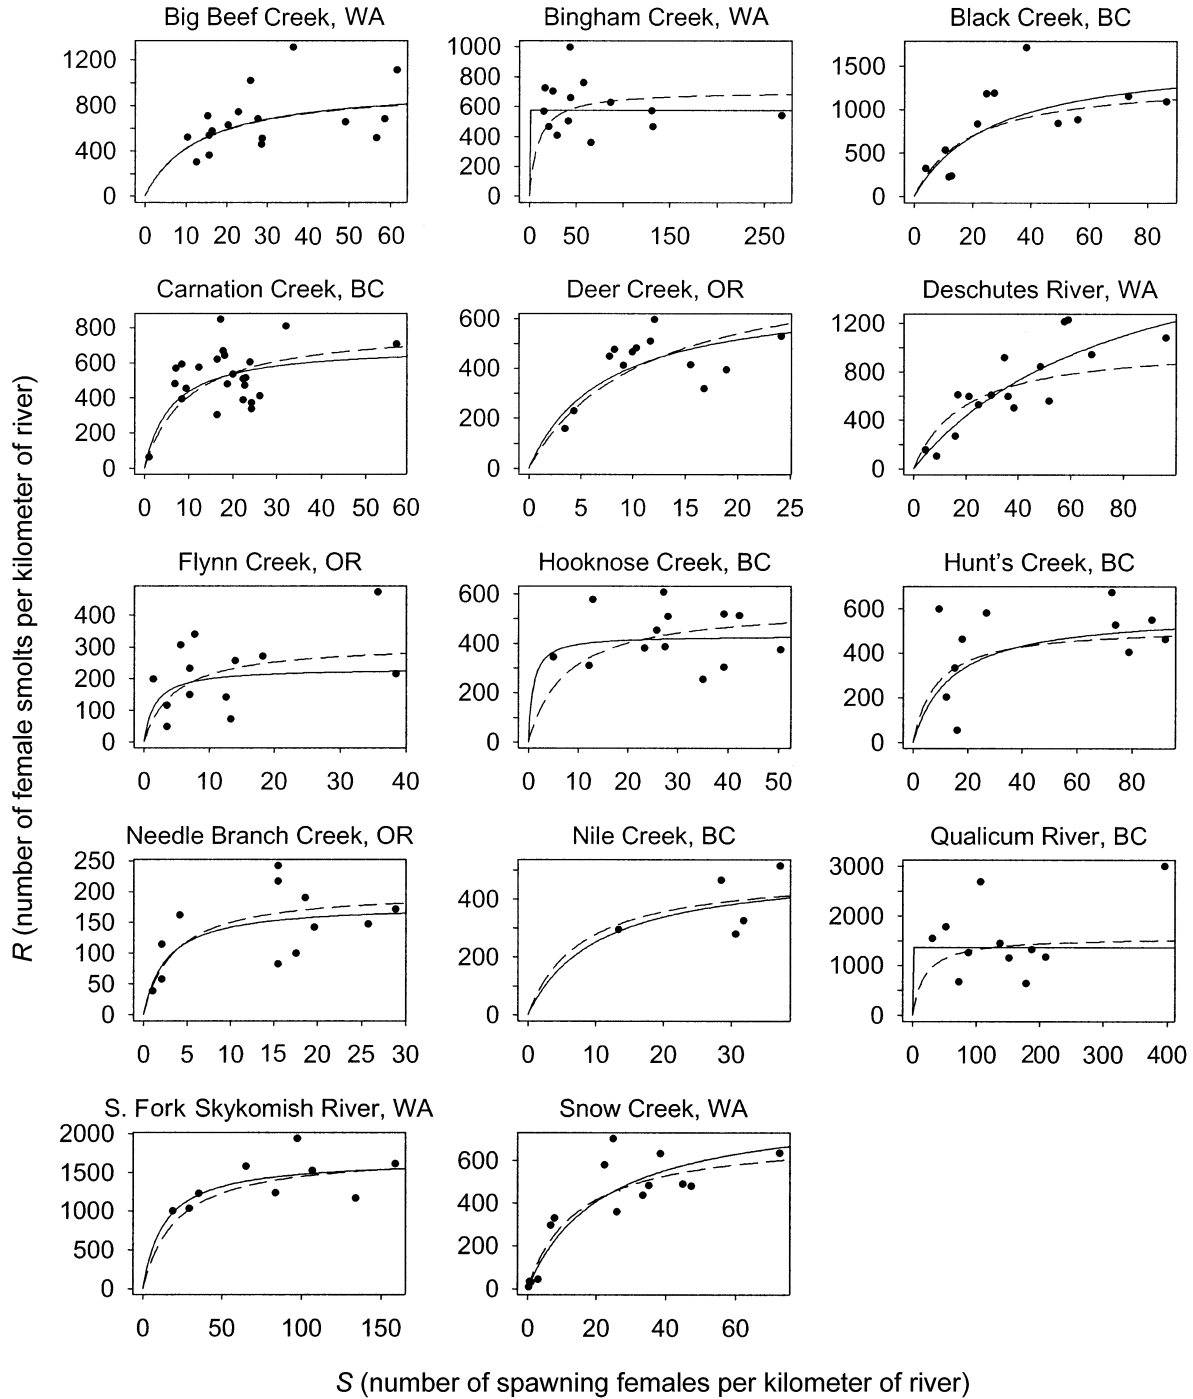 Big Beef Creek, WA
1200
800
400
0
0 10 20 30 40 50 60
Bingham Creek, WA
1000
800
600
400
200
0
0 50 150 250
Black Creek, BC
1500
1000
500
0
0 20 40 60 80
Carnation Creek, BC
800
600
400
200
0
0 10 20 30 40 50 60
Deer Creek, OR
600
400
200
0
0 5 10 15 20 25
Deschutes River, WA
1200
800
400
0
0 20 40 60 80
Flynn Creek, OR
400
300
200
100
0
0 10 20 30 40
Hooknose Creek, BC
600
400
200
0
0 10 20 30 40 50
Hunt's Creek, BC
600
400
200
0
0 20 40 60 80
Needle Branch Creek, OR
250
200
150
100
50
0
0 5 10 15 20 25 30
Nile Creek, BC
400
200
0
0 10 20 30
Qualicum River, BC
3000
2000
1000
0
0 100 200 300 400
S. Fork Skykomish River, WA
2000
1500
1000
500
0
0 50 100 150
Snow Creek, WA
600
400
200
0
0 20 40 60
R (number of female smolts per kilometer of river)
S (number of spawning females per kilometer of river)